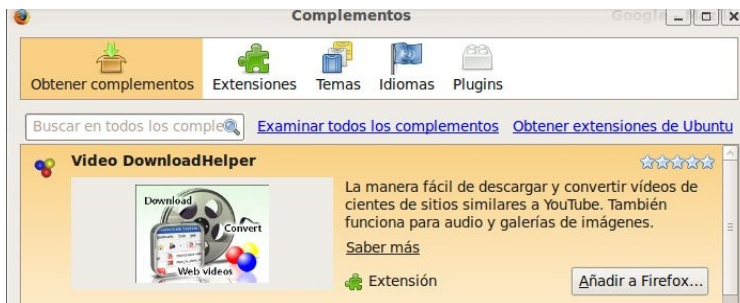 Complementos
Obtener complementos Extensiones Temas Idiomas Plugins
Buscar en todos los comple Examinar todos los complementos Obtener extensiones de Ubuntu
Video DownloadHelper
Download
Convert
Web videos
La manera fácil de descargar y convertir vídeos de
cientes de sitios similares a YouTube. También
funciona para audio y galerías de imágenes.
Saber más
Extensión Añadir a Firefox...